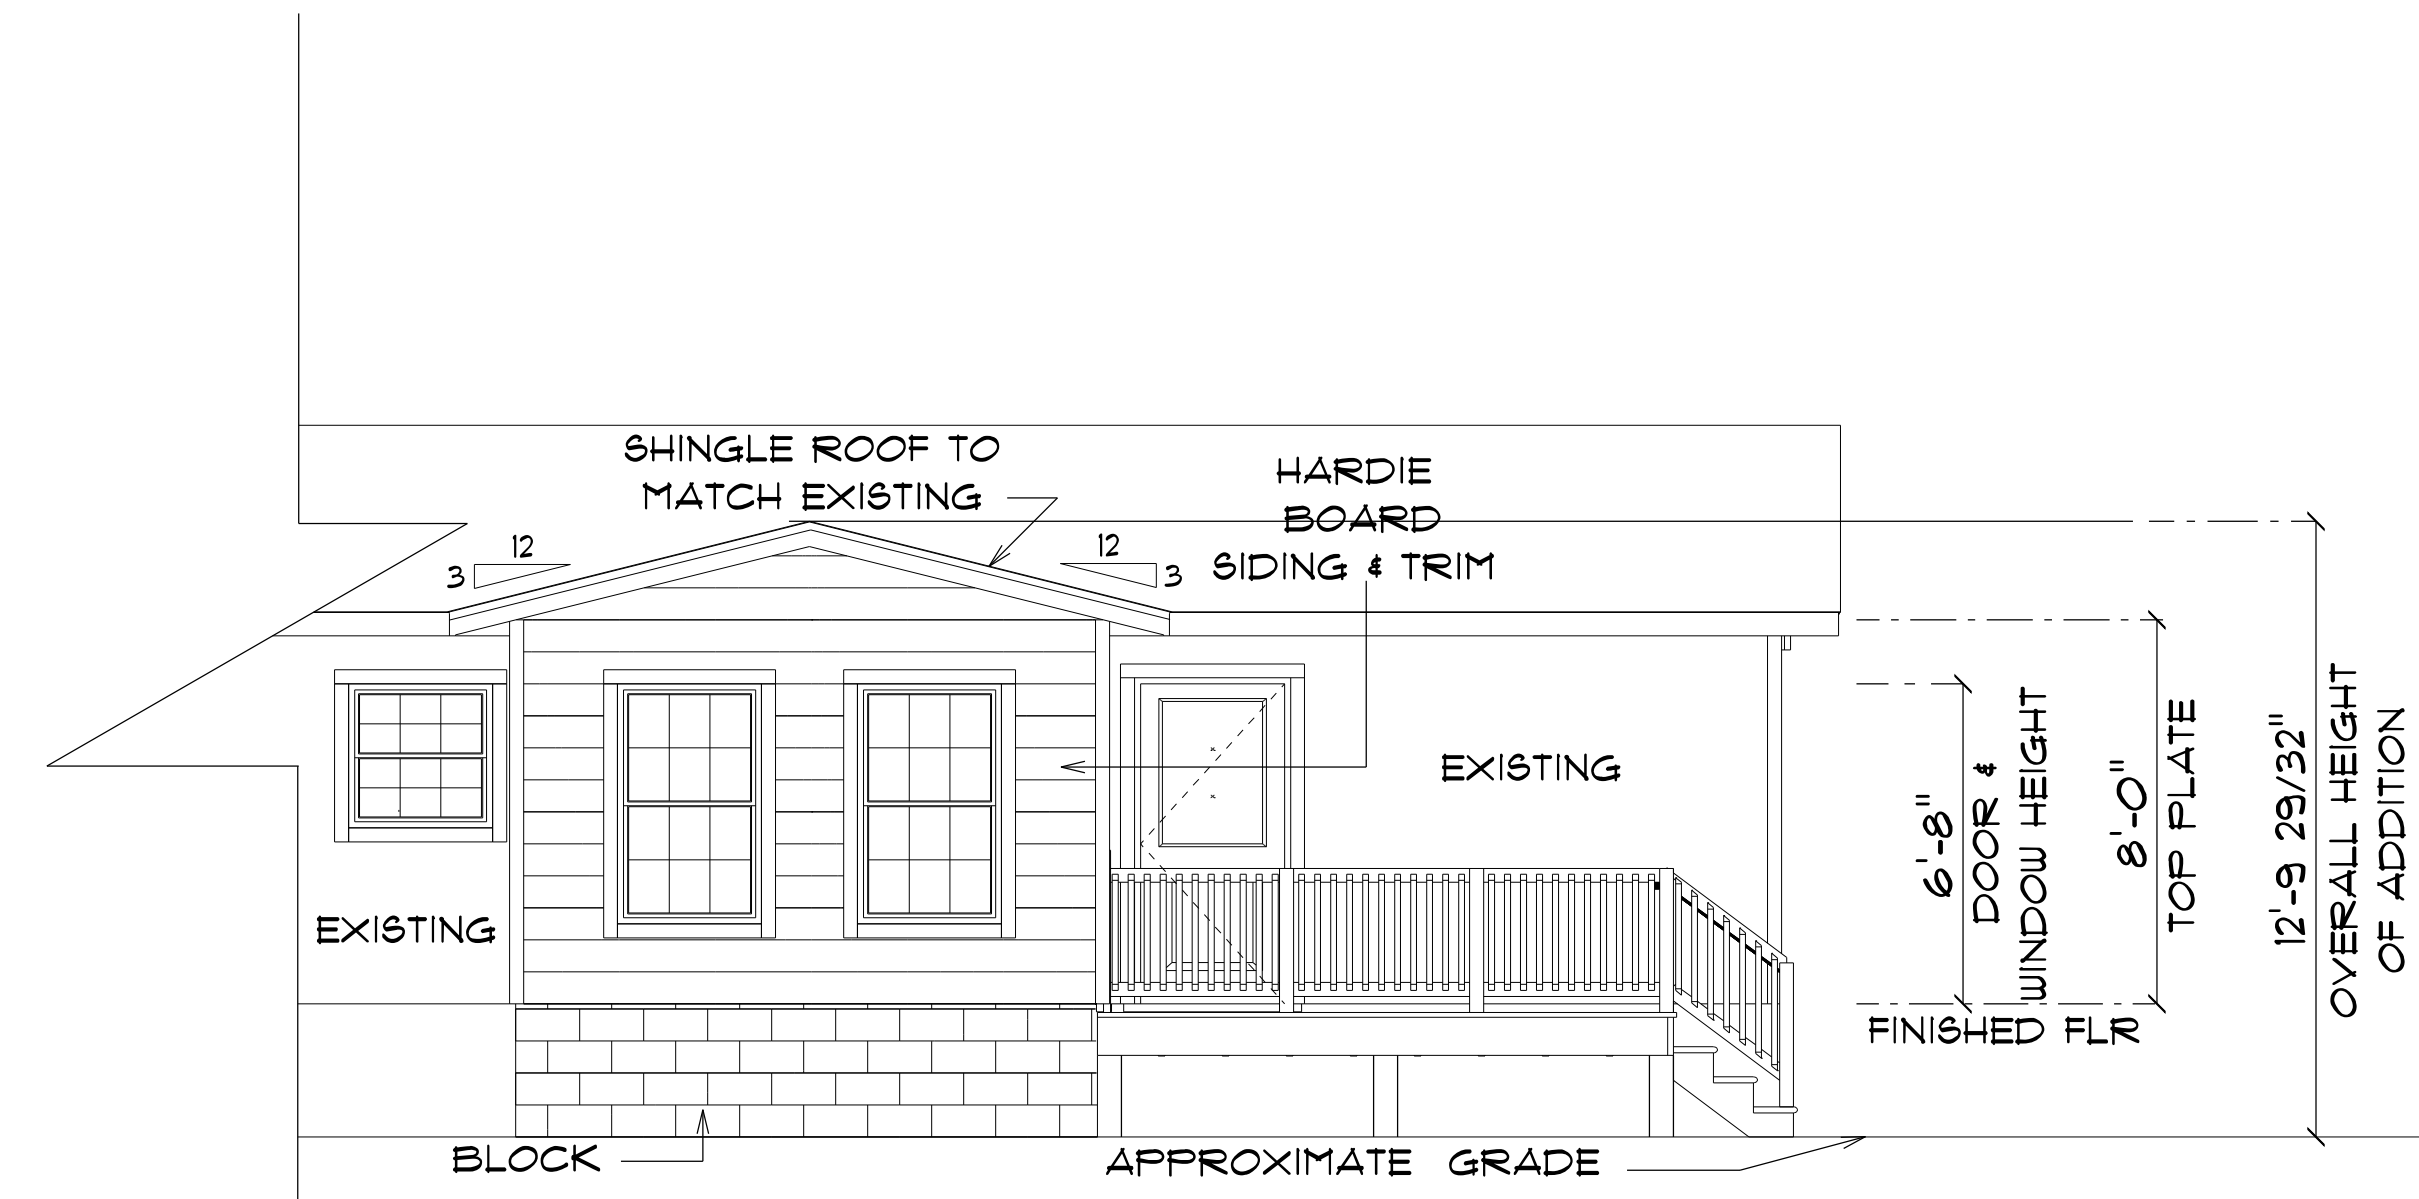 SHINGLE ROOF TO
MATCH EXISTING
HARDIE
BOARD
SIDING & TRIM
12
3
12
3
EXISTING
EXISTING
6'-8"
DOOR &
WINDOW HEIGHT
8'-0"
TOP PLATE
12'-9 29/32"
OVERALL HEIGHT
OF ADDITION
FINISHED FLR
BLOCK
APPROXIMATE GRADE